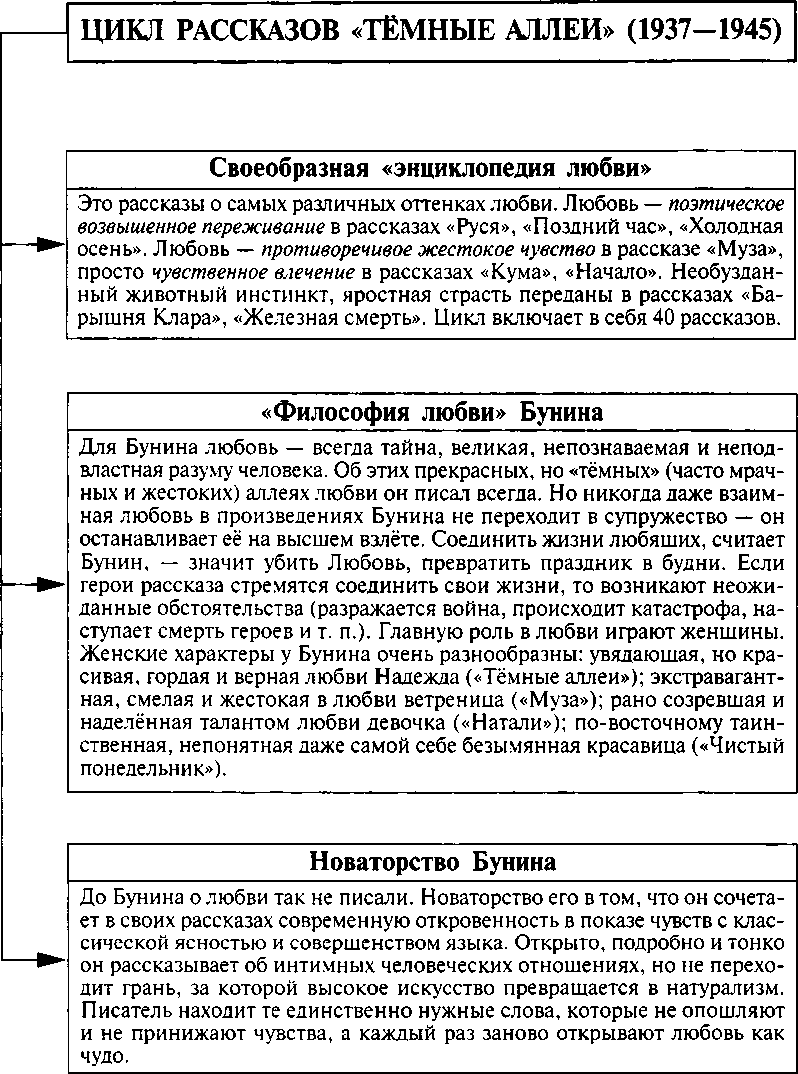 ЦИКЛ РАССКАЗОВ «ТЁМНЫЕ АЛЛЕИ» (1937—1945)
Своеобразная «энциклопедия любви»
Это рассказы о самых различных оттенках любви. Любовь — поэтическое
возвышенное переживание в рассказах «Руся», «Поздний час», «Холодная
осень». Любовь — противоречивое жестокое чувство в рассказе «Муза»,
просто чувственное влечение в рассказах «Кума», «Начало». Необуздан-
ный животный инстинкт, яростная страсть переданы в рассказах «Ба-
рышня Клара», «Железная смерть». Цикл включает в себя 40 рассказов.
«Философия любви» Бунина
Для Бунина любовь — всегда тайна, великая, непознаваемая и непод-
властная разуму человека. Об этих прекрасных, но «тёмных» (часто мрач-
ных и жестоких) аллеях любви он писал всегда. Но никогда даже взаим-
ная любовь в произведениях Бунина не переходит в супружество — он
останавливает её на высшем взлёте. Соединить жизни любящих, считает
Бунин, — значит убить Любовь, превратить праздник в будни. Если
герои рассказа стремятся соединить свои жизни, то возникают неожи-
данные обстоятельства (разражается война, происходит катастрофа, на-
ступает смерть героев и т. п.). Главную роль в любви играют женщины.
Женские характеры у Бунина очень разнообразны: увядающая, но кра-
сивая, гордая и верная любви Надежда («Тёмные аллеи»); экстравагант-
ная, смелая и жестокая в любви ветреница («Муза»); рано созревшая и
наделённая талантом любви девочка («Натали»); по-восточному таин-
ственная, непонятная даже самой себе безымянная красавица («Чистый
понедельник»).
Новаторство Бунина
До Бунина о любви так не писали. Новаторство его в том, что он сочета-
ет в своих рассказах современную откровенность в показе чувств с клас-
сической ясностью и совершенством языка. Открыто, подробно и тонко
он рассказывает об интимных человеческих отношениях, но не перехо-
дит грань, за которой высокое искусство превращается в натурализм.
Писатель находит те единственно нужные слова, которые не опошляют
и не принижают чувства, а каждый раз заново открывают любовь как
чудо.